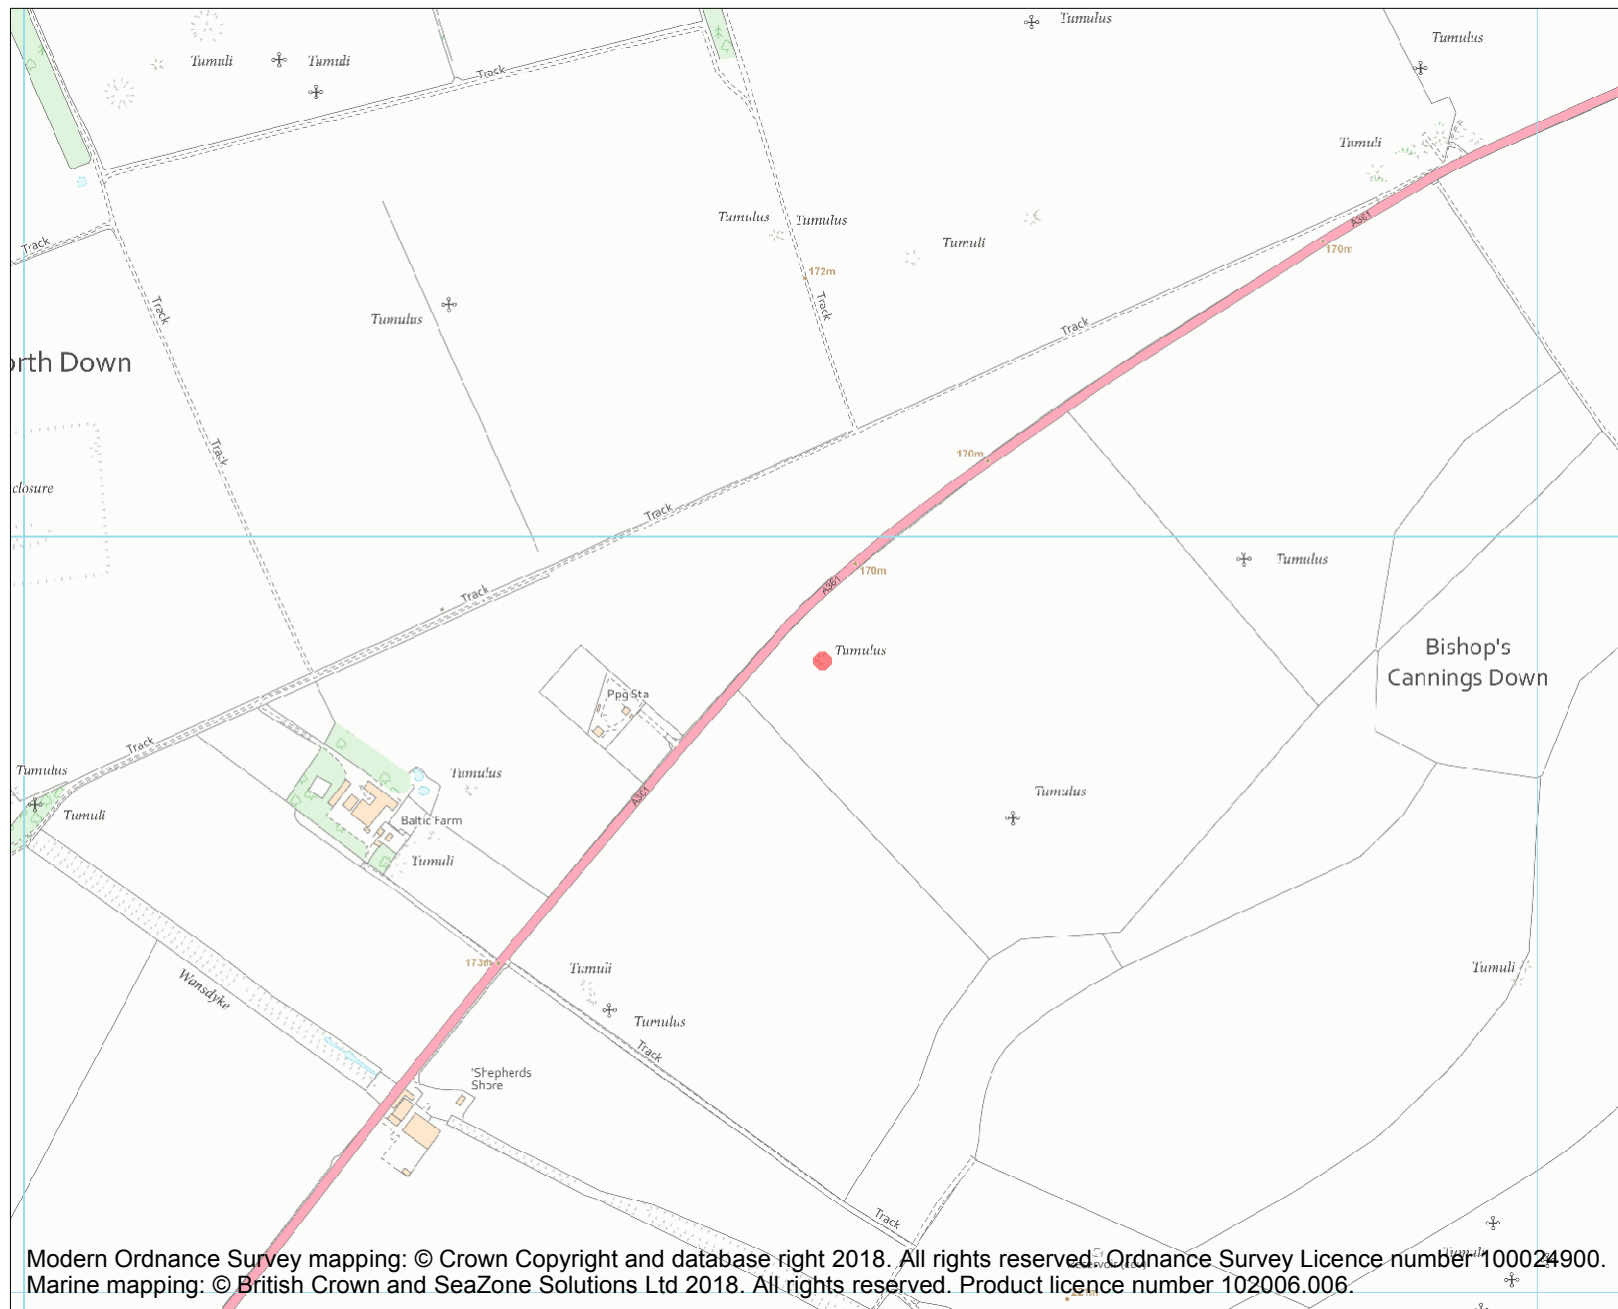 Tumulus
Tumulus
Tumuli
Tumuli
Track
Tumuli
Tumulus
Tumulus
Track
Tumuli
A361
170m
172m
Track
Track
Tumulus
Track
orth Down
Track
170m
closure
Track
Tumulus
170m
A361
Track
Bishop's
Cannings Down
Tumulus
Ppg Sta
Track
Tumulus
Tumulus
Tumulus
A361
Tumuli
Baltic Farm
Tumuli
173m
Tumuli
Tumuli
Wansdyke
Tumulus
Track
'Shepherds
Shore
Track
Tumuli
Modern Ordnance Survey mapping: © Crown Copyright and database right 2018. All rights reserved. Ordnance Survey Licence number 100024900.
Marine mapping: © British Crown and SeaZone Solutions Ltd 2018. All rights reserved. Product licence number 102006.006.